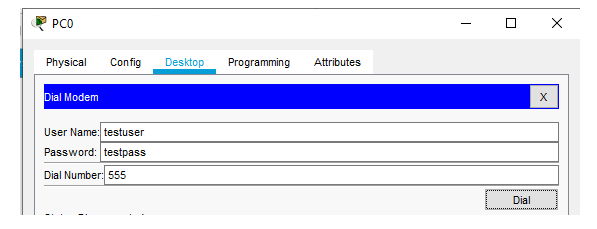 PC0
Physical Config Desktop Programming Attributes
Dial Modem X
User Name: testuser
Password: testpass
Dial Number: 555
Dial